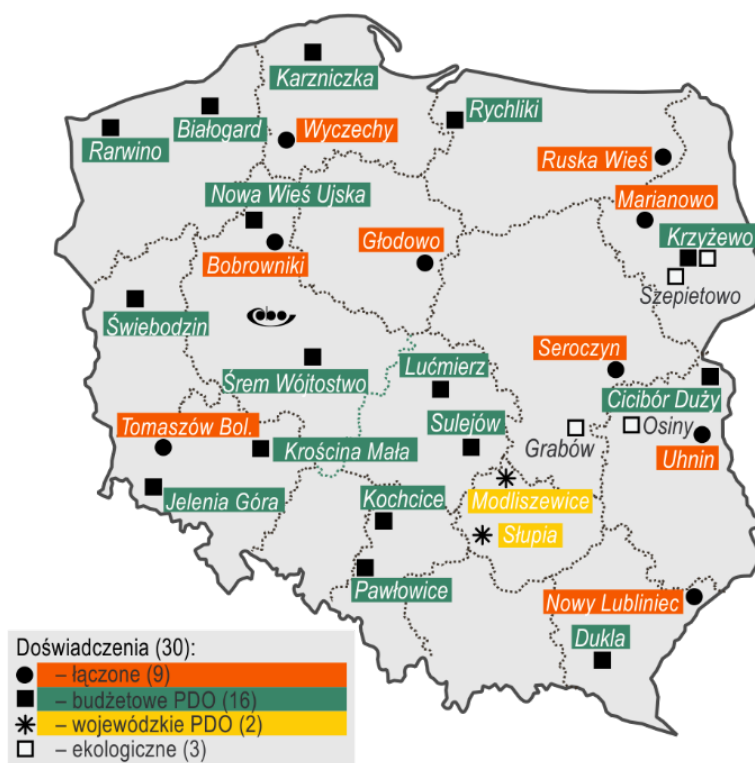 Karzniczka
Rychliki
Białogard
Wyczechy
Rarwino
Ruska Wieś
Nowa Wieś Ujska
Marianowo
Krzyżewo
Głodowo
Bobrowniki
Szepietowo
Świebodzin
Seroczyn
Lućmierz
Śrem Wójtostwo
Cicibór Duży
Tomaszów Bol.
Sulejów
Osiny
Grabów
Krościna Mała
Uhnin
Jelenia Góra
Kochcice
Modliszewice
Słupia
Pawłowice
Nowy Lubliniec
Dukla
Doświadczenia (30):
– łączone (9)
– budżetowe PDO (16)
– wojewódzkie PDO (2)
– ekologiczne (3)